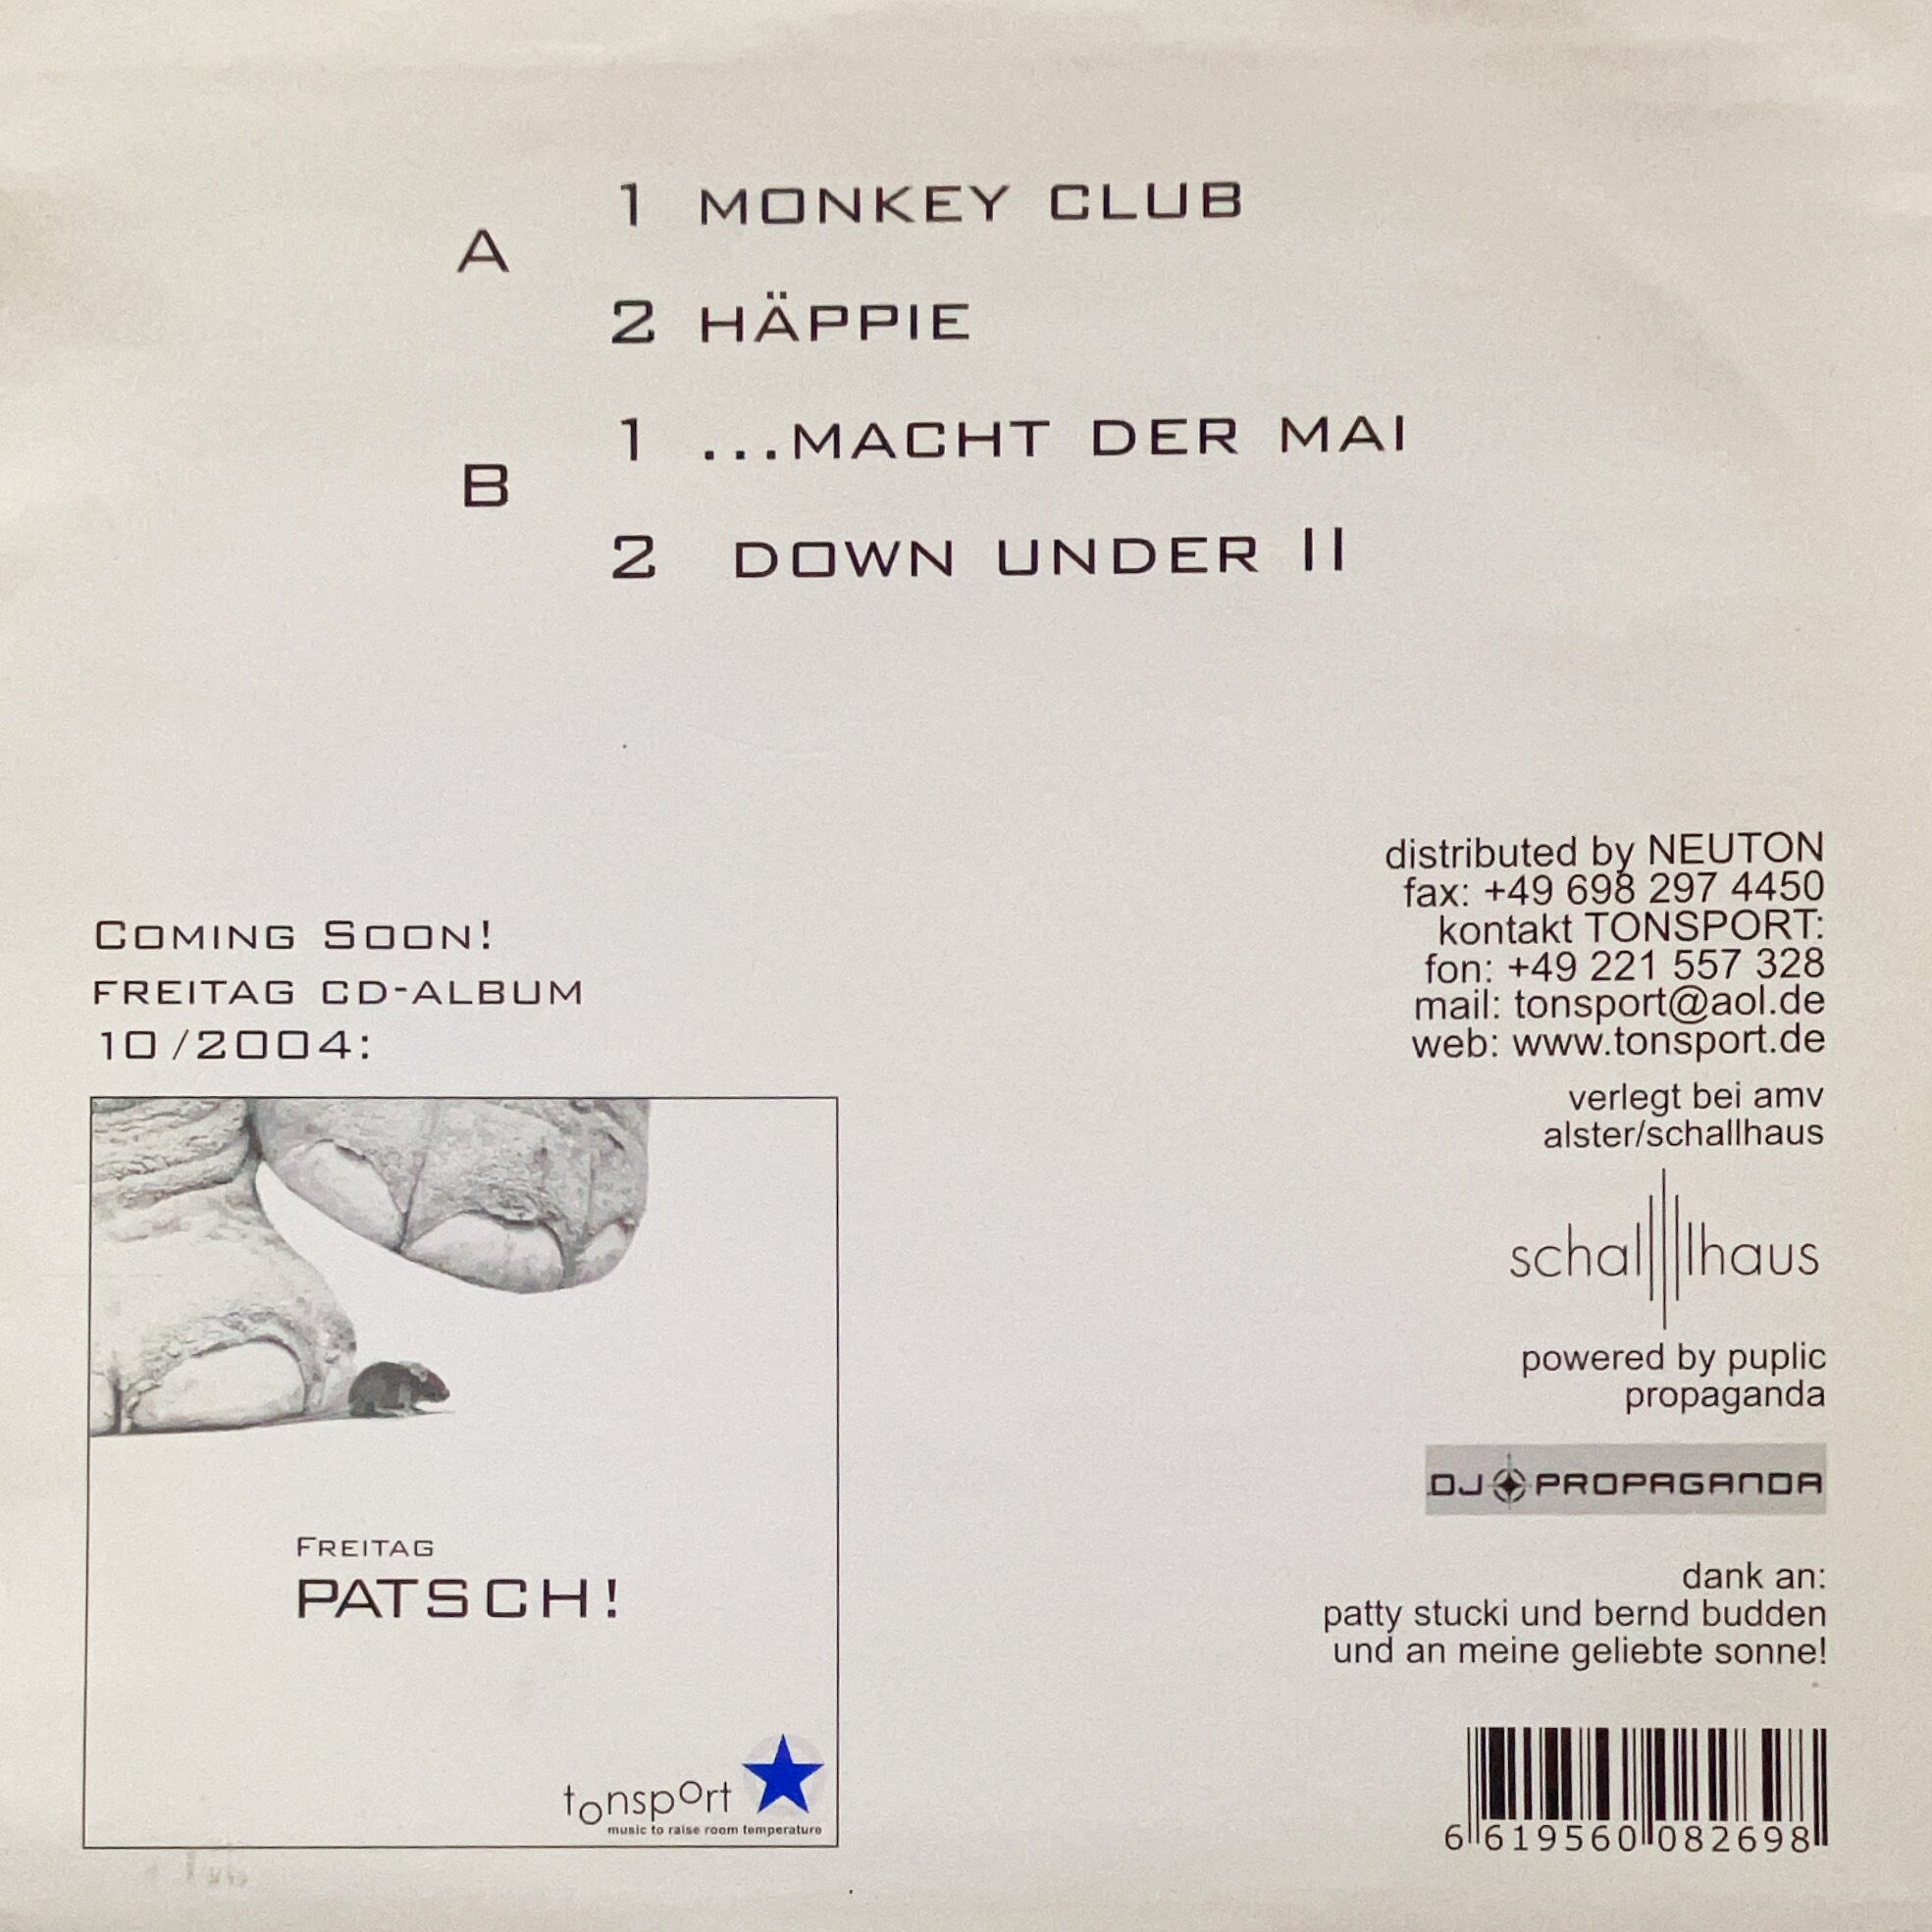 A
1 MONKEY CLUB
2 HÄPPIE
B
1 ...MACHT DER MAI
2 DOWN UNDER II
COMING SOON!
FREITAG CD-ALBUM
10/2004:
FREITAG
PATSCH!
tonsport
music to raise room temperature
distributed by NEUTON
fax: +49 698 297 4450
kontakt TONSPORT:
fon: +49 221 557 328
mail: tonsport@aol.de
web: www.tonsport.de
verlegt bei amv
alster/schallhaus
schallhaus
powered by puplic
propaganda
DJ PROPAGANDA
dank an:
patty stucki und bernd budden
und an meine geliebte sonne!
6 619560 082698